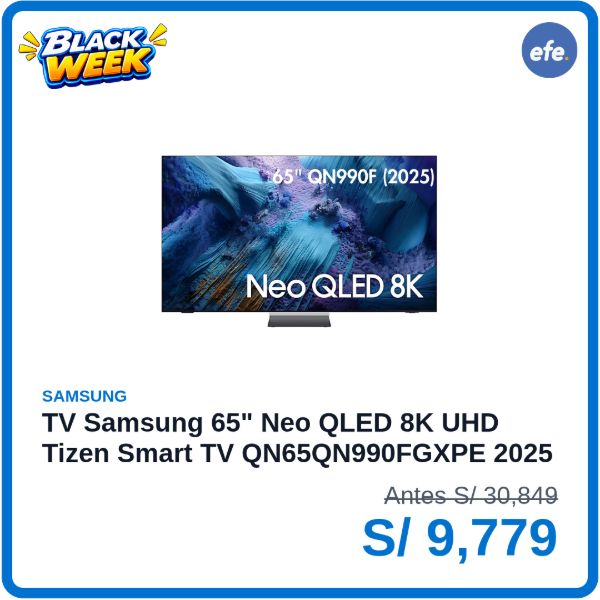 BLACK
WEEK
efe.
65" QN990F (2025)
Neo QLED 8K
SAMSUNG
TV Samsung 65" Neo QLED 8K UHD
Tizen Smart TV QN65QN990FGXPE 2025
Antes S/ 30,849
S/ 9,779